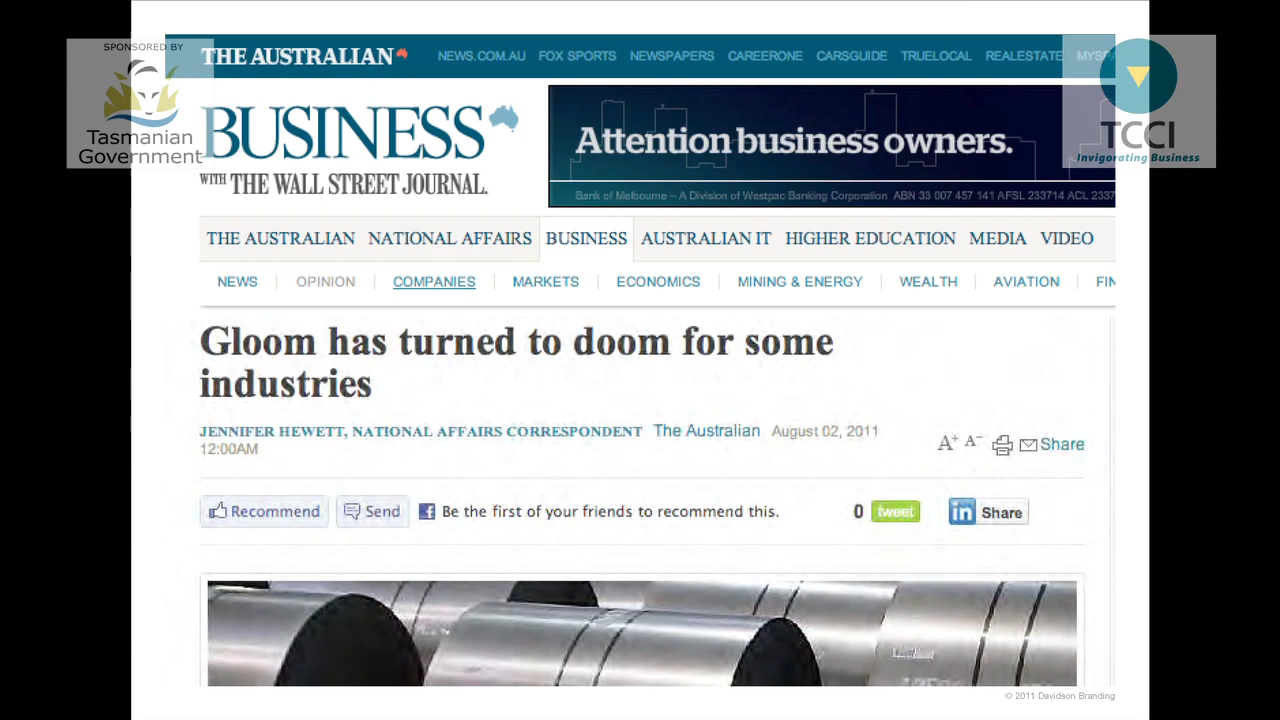 SPONSORED BY
Tasmanian
Government
THE AUSTRALIAN
NEWS.COM.AU FOX SPORTS NEWSPAPERS CAREERONE CARSGUIDE TRUELOCAL REALESTATE MYSPA
TCCI
Invigorating Business
BUSINESS
WITH THE WALL STREET JOURNAL.
Attention business owners.
Bank of Melbourne – A Division of Westpac Banking Corporation ABN 33 007 457 141 AFSL 233714 ACL 2337
THE AUSTRALIAN NATIONAL AFFAIRS BUSINESS AUSTRALIAN IT HIGHER EDUCATION MEDIA VIDEO
NEWS OPINION COMPANIES MARKETS ECONOMICS MINING & ENERGY WEALTH AVIATION FIN
Gloom has turned to doom for some
industries
JENNIFER HEWETT, NATIONAL AFFAIRS CORRESPONDENT The Australian August 02, 2011
12:00AM
A+ A− Share
Recommend Send Be the first of your friends to recommend this. 0 tweet in Share
© 2011 Davidson Branding